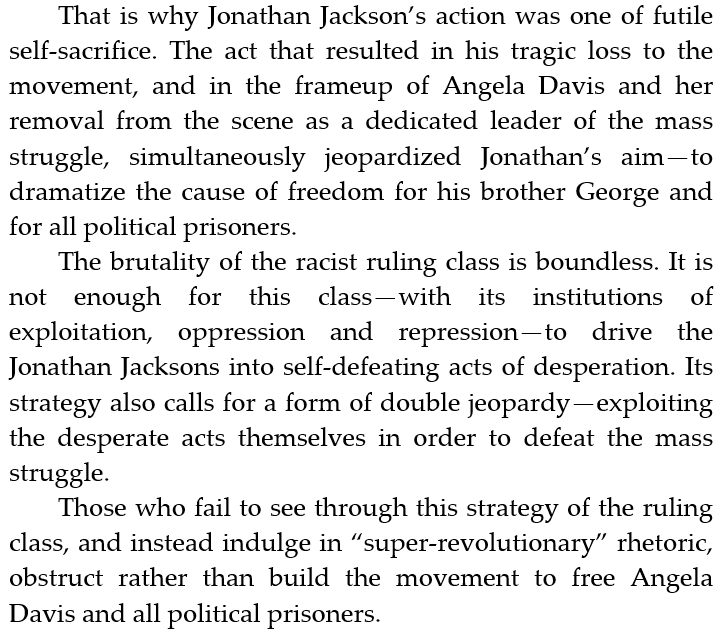 That is why Jonathan Jackson’s action was one of futile
self-sacrifice. The act that resulted in his tragic loss to the
movement, and in the frameup of Angela Davis and her
removal from the scene as a dedicated leader of the mass
struggle, simultaneously jeopardized Jonathan’s aim—to
dramatize the cause of freedom for his brother George and
for all political prisoners.
The brutality of the racist ruling class is boundless. It is
not enough for this class—with its institutions of
exploitation, oppression and repression—to drive the
Jonathan Jacksons into self-defeating acts of desperation. Its
strategy also calls for a form of double jeopardy—exploiting
the desperate acts themselves in order to defeat the mass
struggle.
Those who fail to see through this strategy of the ruling
class, and instead indulge in “super-revolutionary” rhetoric,
obstruct rather than build the movement to free Angela
Davis and all political prisoners.